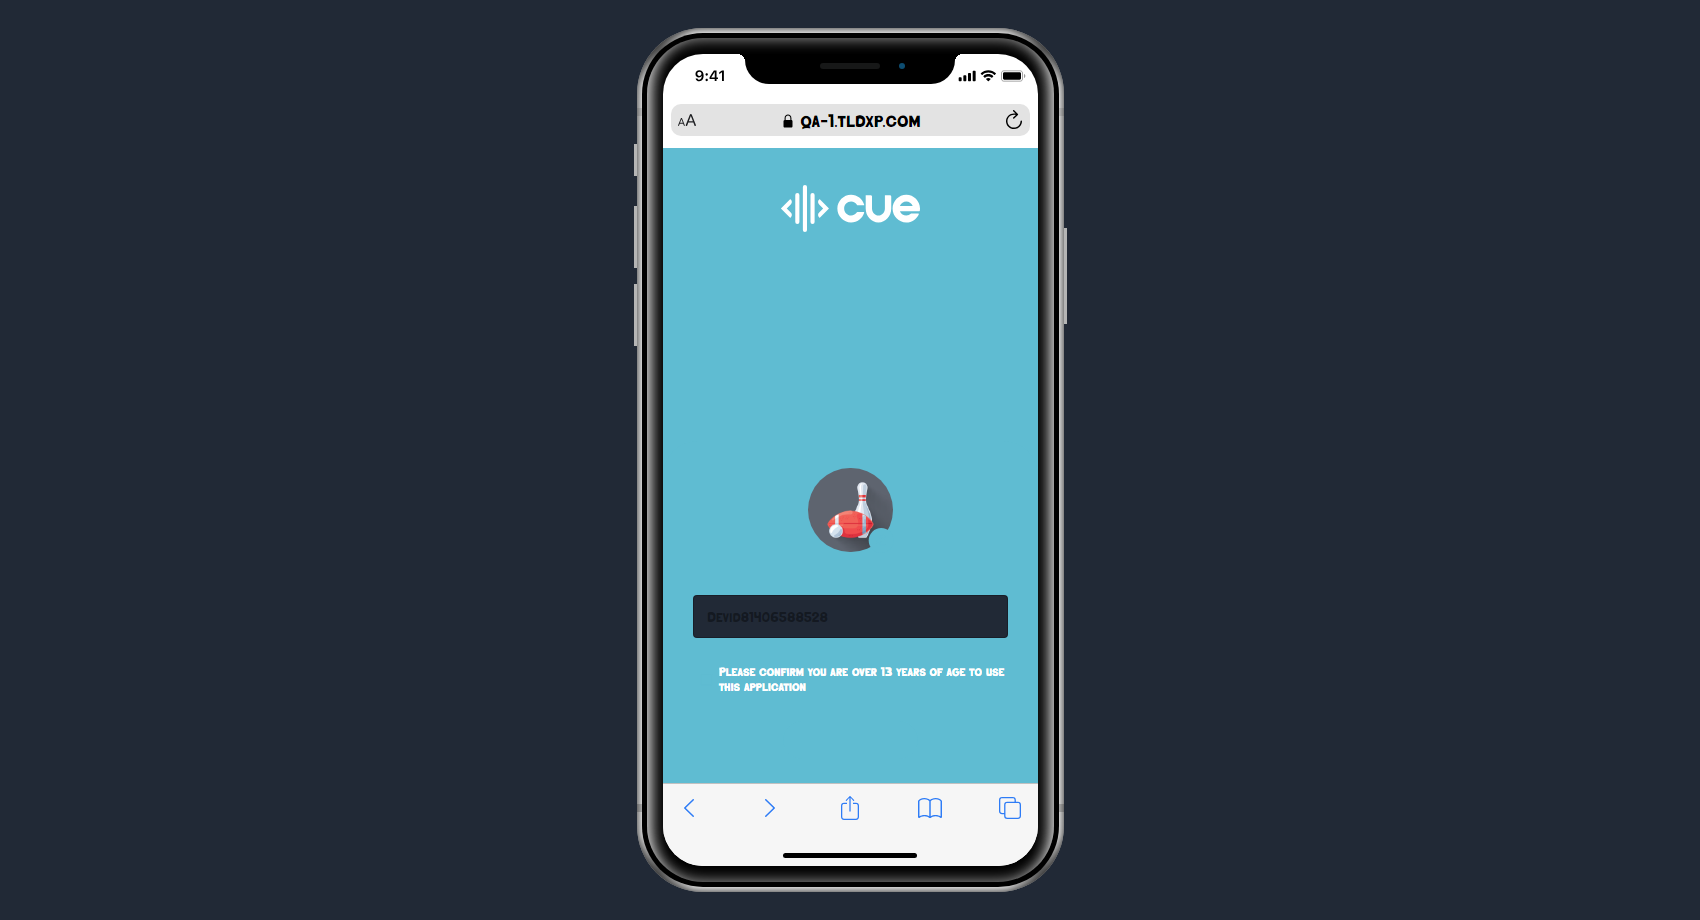 9:41
AA
QA-1.TLDXP.COM
cue
Devid81406588528
Please confirm you are over 13 years of age to use
this application